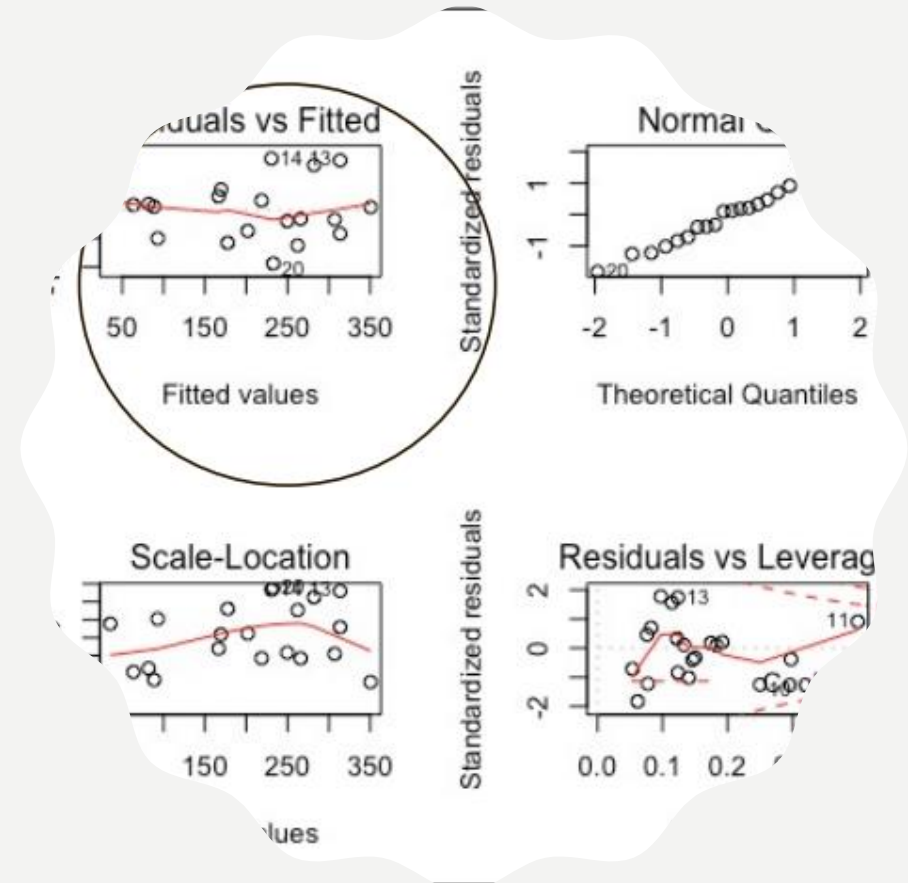 duals vs Fitted
14 13
20
50 150 250 350
Fitted values
Standardized residuals
Normal
1
-1
20
-2 -1 0 1 2
Theoretical Quantiles
Scale-Location
13
150 250 350
lues
Standardized residuals
Residuals vs Leverag
2
0
-2
13
11
0.0 0.1 0.2